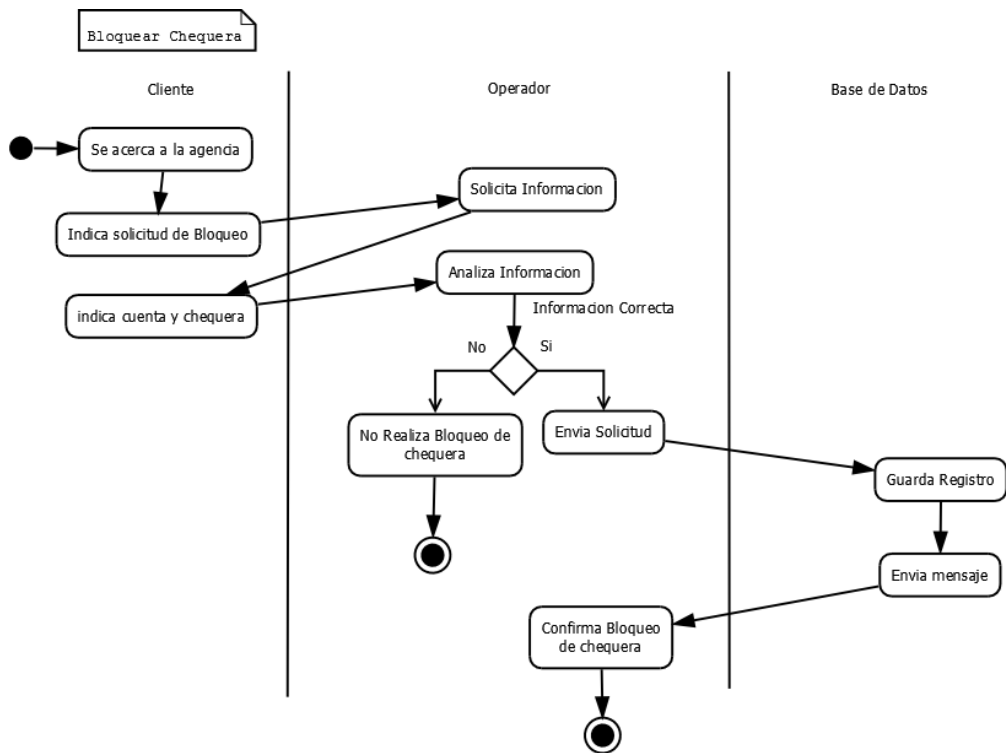 Bloquear Chequera
Cliente
Operador
Base de Datos
Se acerca a la agencia
Solicita Informacion
Indica solicitud de Bloqueo
Analiza Informacion
indica cuenta y chequera
Informacion Correcta
No
Si
No Realiza Bloqueo de
chequera
Envia Solicitud
Guarda Registro
Envia mensaje
Confirma Bloqueo
de chequera